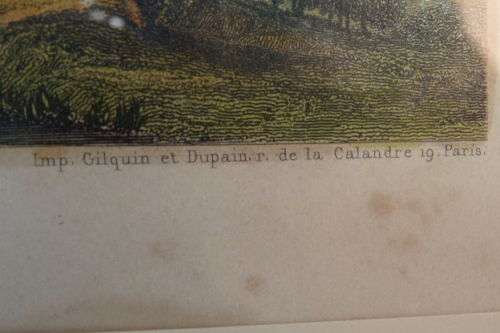 Imp. Gilquin et Dupain. r. de la Calandre 19. Paris.